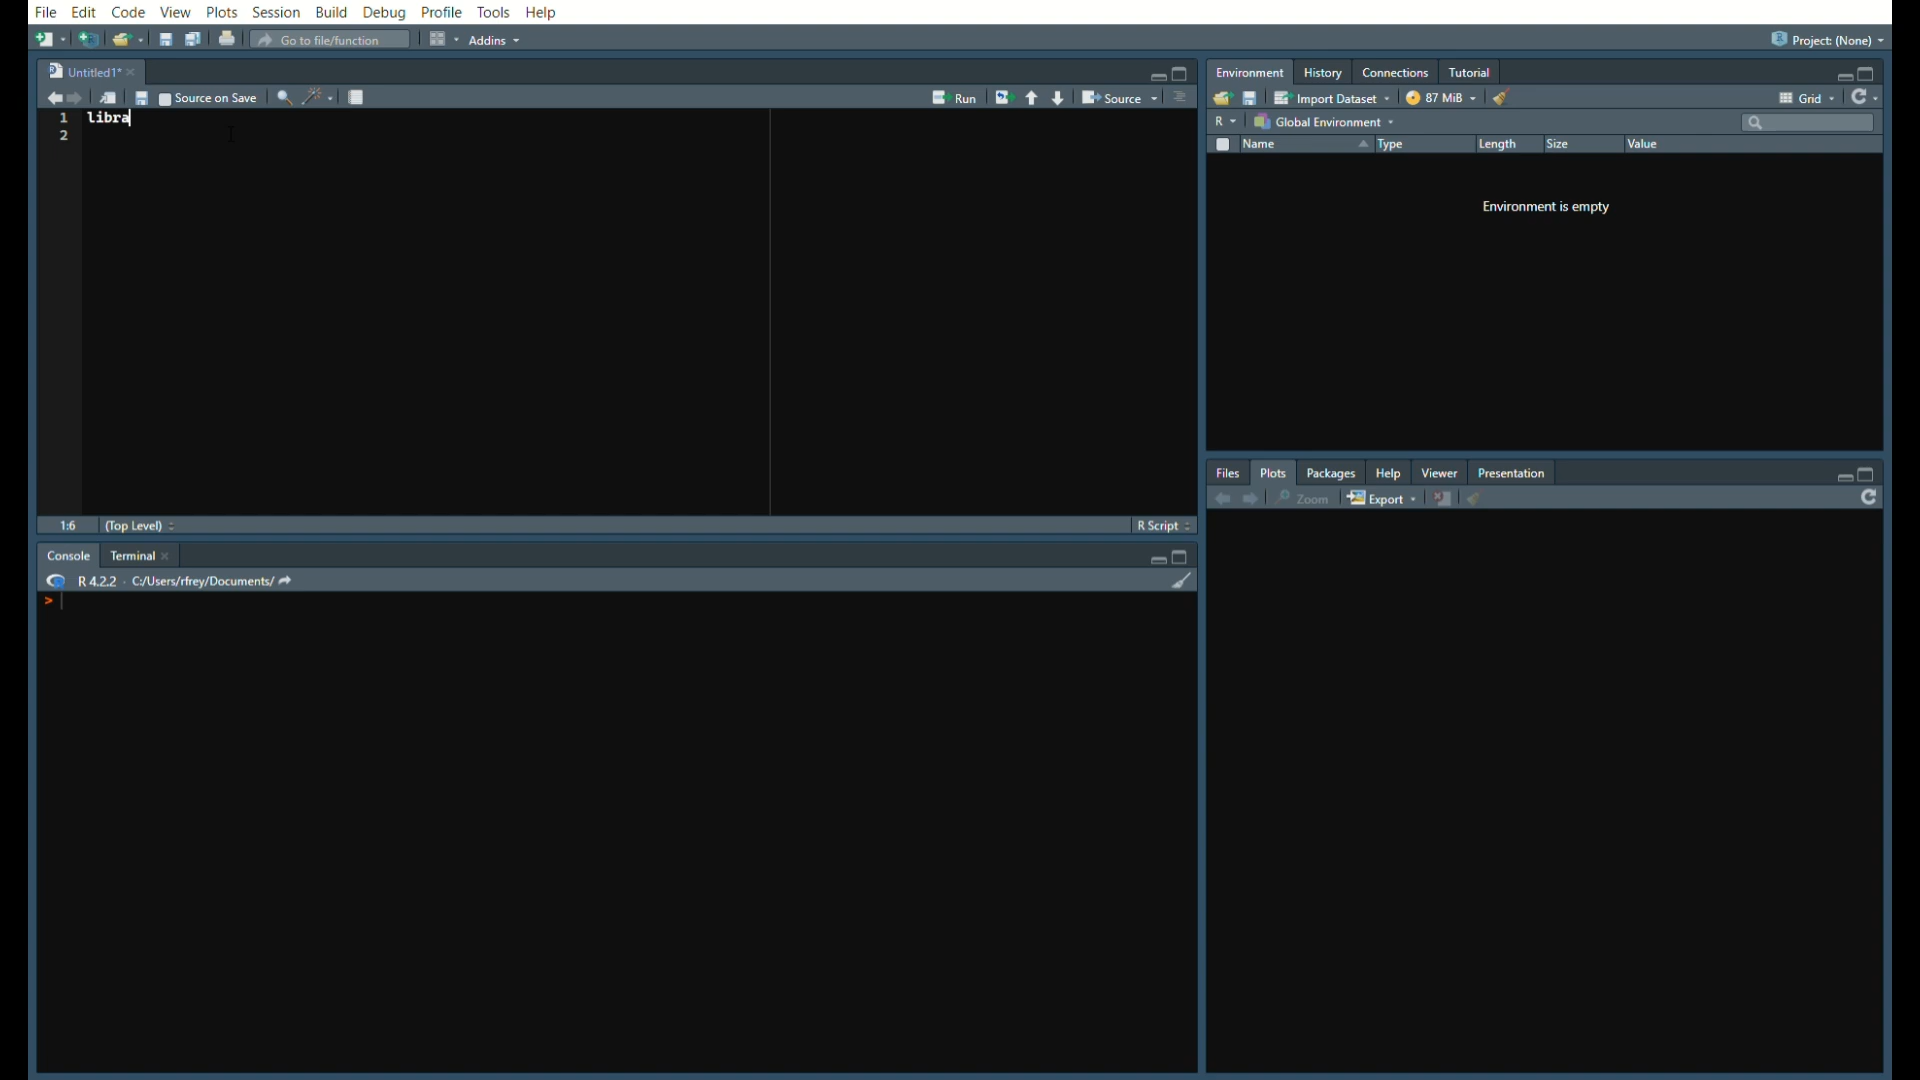 File Edit Code View Plots Session Build Debug Profile Tools Help
Go to file/function Addins Project: (None)
Untitled1*
Source on Save Run Source
1 libra
2
1:6 (Top Level) R Script
Console Terminal
R 4.2.2 · C:/Users/rfrey/Documents/
>
Environment History Connections Tutorial
Import Dataset 87 MiB Grid
R Global Environment
Name Type Length Size Value
Environment is empty
Files Plots Packages Help Viewer Presentation
Zoom Export